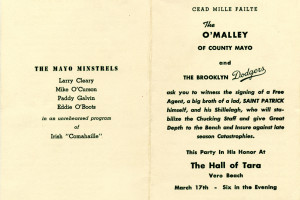 THE MAYO MINSTRELS
Larry Cleary
Mike O'Canson
Paddy Galvin
Eddie O'Boots
in an unrehearsed program
of
Irish "Comahaille"
CEAD MILLE FAILTE
The
O'MALLEY
OF COUNTY MAYO
and
THE BROOKLYN Dodgers
ask you to witness the signing of a Free
Agent, a big broth of a lad, SAINT PATRICK
himself, and his Shillelagh, who will sta-
bilize the Chucking Staff and give Great
Depth to the Bench and Insure against late
season Catastrophies.
This Party In His Honor At
The Hall of Tara
Vero Beach
March 17th - Six in the Evening